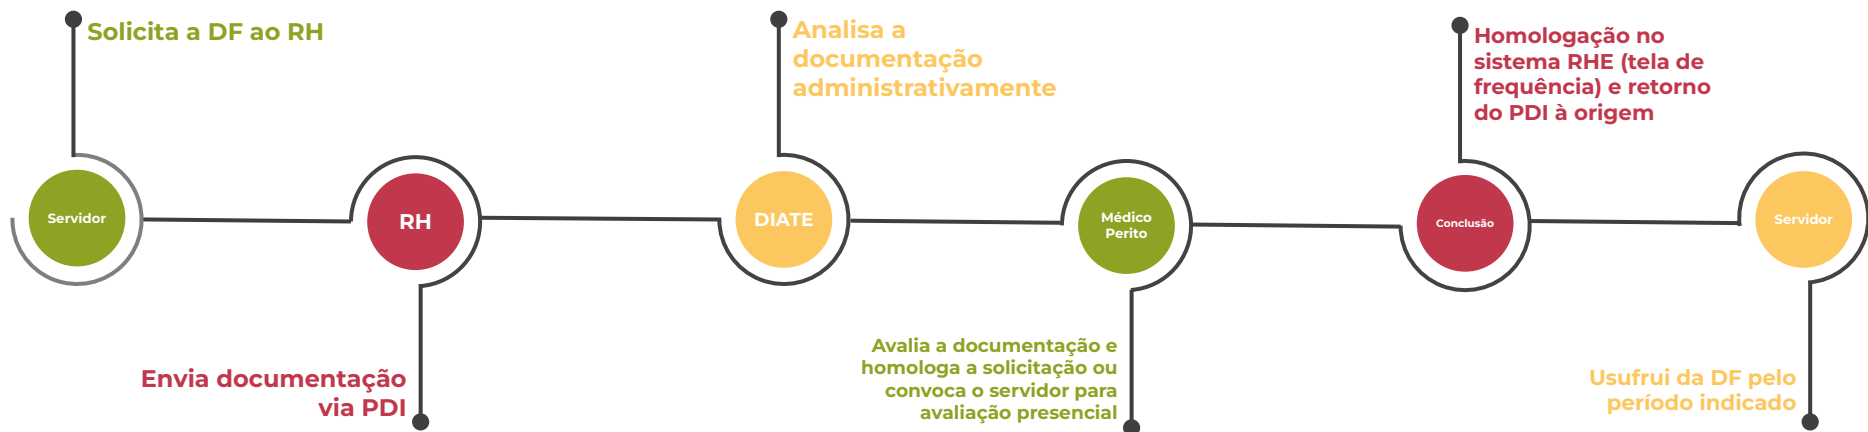 Solicita a DF ao RH
Servidor
RH
Envia documentação
via PDI
Analisa a
documentação
administrativamente
DIATE
Médico
Perito
Avalia a documentação e
homologa a solicitação ou
convoca o servidor para
avaliação presencial
Homologação no
sistema RHE (tela de
frequência) e retorno
do PDI à origem
Conclusão
Servidor
Usufrui da DF pelo
período indicado